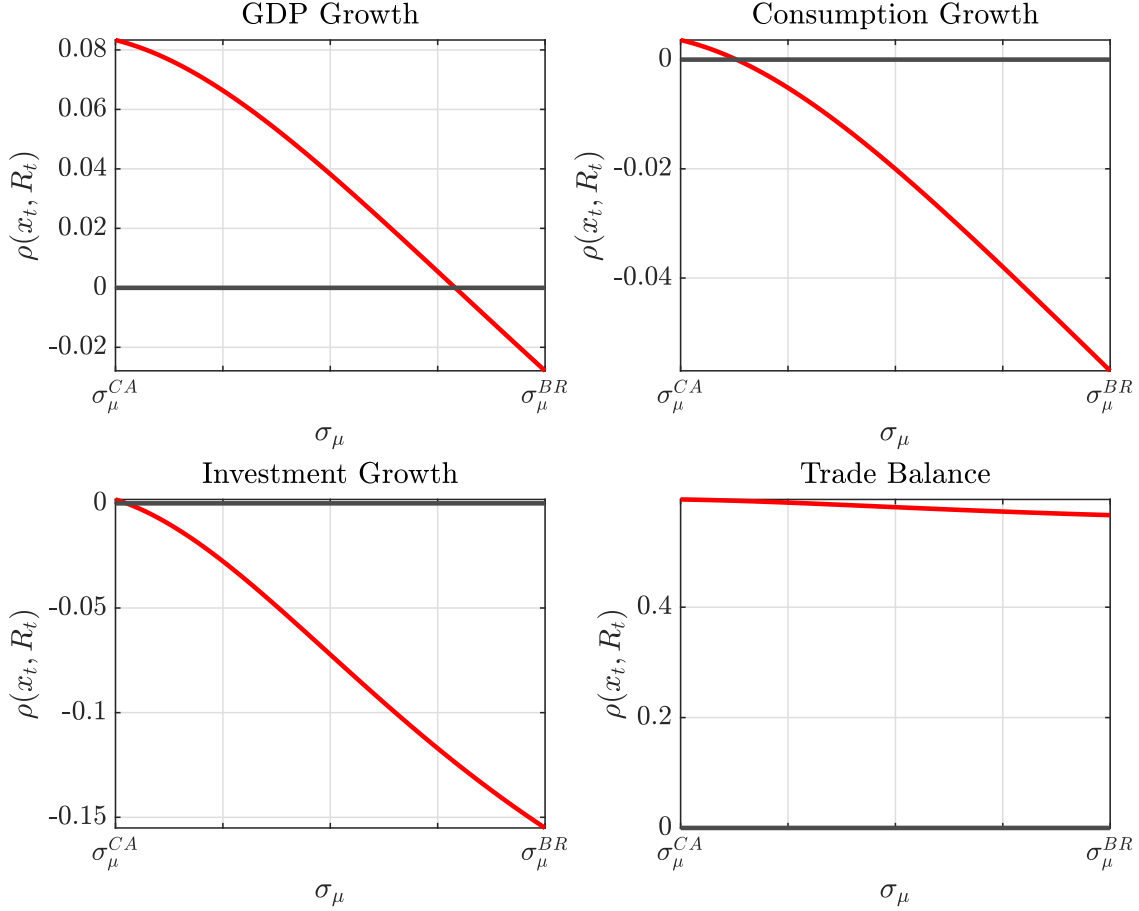 GDP Growth
0.08
0.06
0.04
0.02
0
-0.02
ρ(x_t, R_t)
σ_μ^{CA}
σ_μ^{BR}
σ_μ
Consumption Growth
0
-0.02
-0.04
ρ(x_t, R_t)
σ_μ^{CA}
σ_μ^{BR}
σ_μ
Investment Growth
0
-0.05
-0.1
-0.15
ρ(x_t, R_t)
σ_μ^{CA}
σ_μ^{BR}
σ_μ
Trade Balance
0.4
0.2
0
ρ(x_t, R_t)
σ_μ^{CA}
σ_μ^{BR}
σ_μ